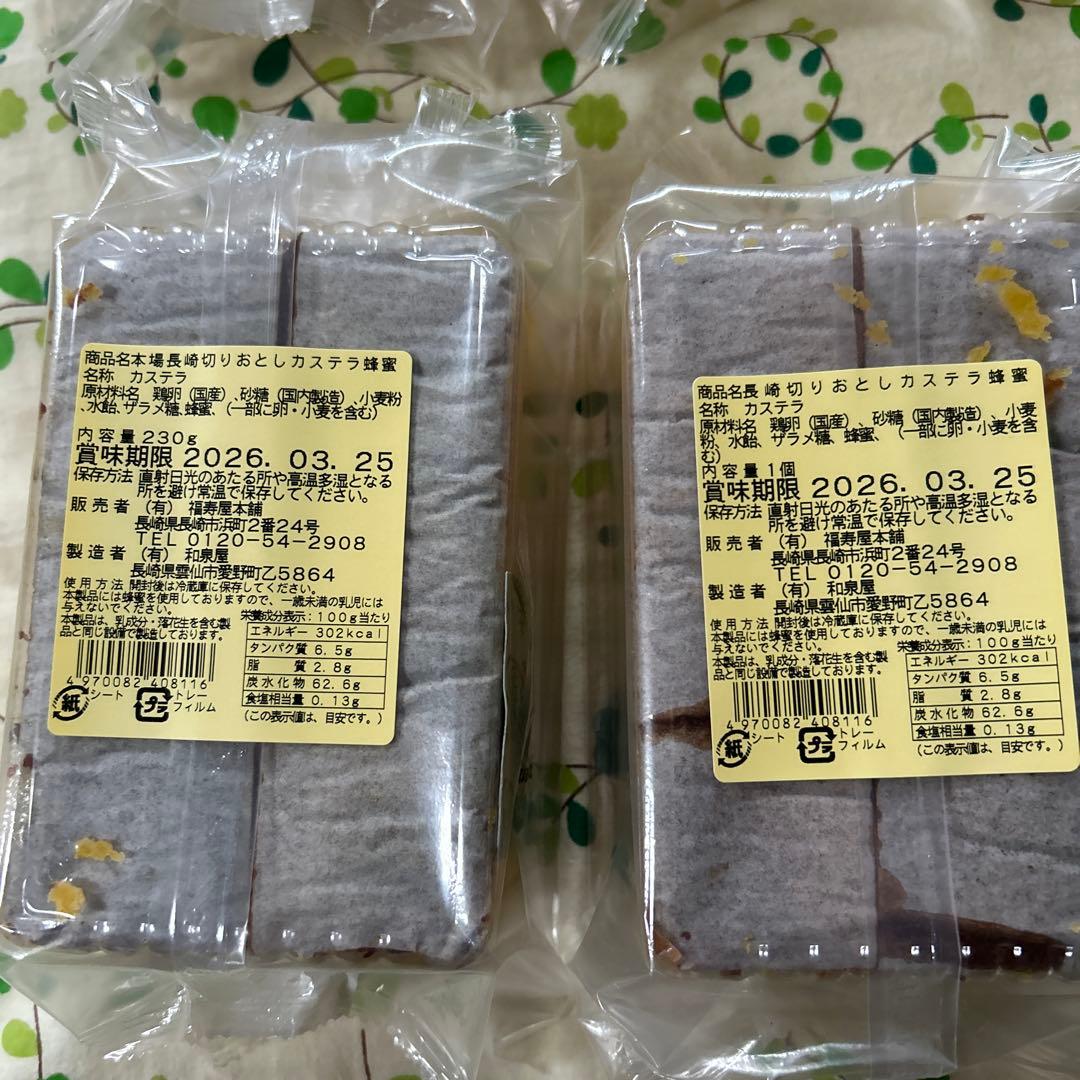 商品名本場長崎切りおとしカステラ蜂蜜
名称 カステラ
原材料名 鶏卵(国産)、砂糖(国内製造)、小麦粉
、水飴、ザラメ糖、蜂蜜、(一部に卵・小麦を含む)
内容量 230g
賞味期限 2026. 03. 25
保存方法 直射日光のあたる所や高温多湿となる
所を避け常温で保存してください。
販売者 (有) 福寿屋本舗
長崎県長崎市浜町2番24号
TEL 0120-54-2908
製造者 (有) 和泉屋
長崎県雲仙市愛野町乙5864
使用方法 開封後は冷蔵庫に保存してください。
本製品には蜂蜜を使用しておりますので、一歳未満の乳児には
与えないでください。
本製品は、乳成分・落花生を含む製
品と同じ設備で製造しております。
栄養成分表示:100g当たり
エネルギー 302kcal
タンパク質 6.5g
脂質 2.8g
炭水化物 62.6g
食塩相当量 0.13g
(この表示値は、目安です。)
4970082 408116
紙 シート
プラ トレー
フィルム
商品名長崎切りおとしカステラ蜂蜜
名称 カステラ
原材料名 鶏卵(国産)、砂糖(国内製造)、小麦
粉、水飴、ザラメ糖、蜂蜜、(一部に卵・小麦を含
む)
内容量 1個
賞味期限 2026. 03. 25
保存方法 直射日光のあたる所や高温多湿となる
所を避け常温で保存してください。
販売者 (有) 福寿屋本舗
長崎県長崎市浜町2番24号
TEL 0120-54-2908
製造者 (有) 和泉屋
長崎県雲仙市愛野町乙5864
使用方法 開封後は冷蔵庫に保存してください。
本製品には蜂蜜を使用しておりますので、一歳未満の乳児には
与えないでください。
本製品は、乳成分・落花生を含む製
品と同じ設備で製造しております。
栄養成分表示:100g当たり
エネルギー 302kcal
タンパク質 6.5g
脂質 2.8g
炭水化物 62.6g
食塩相当量 0.13g
(この表示値は、目安です。)
4970082 408116
紙 シート
プラ トレー
フィルム